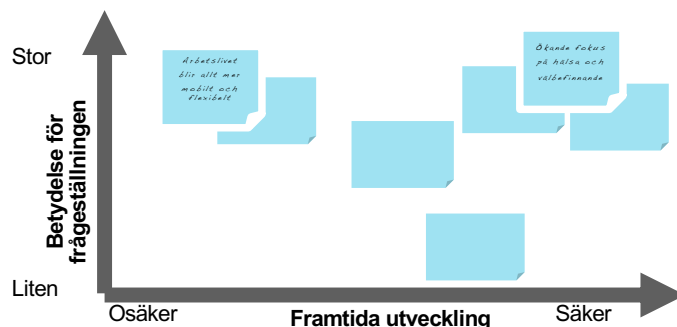 Stor
Arbetslivet
blir allt mer
mobilt och
flexibelt
Ökande fokus
på hälsa och
välbefinnande
Betydelse för
frågeställningen
Liten
Osäker
Framtida utveckling
Säker